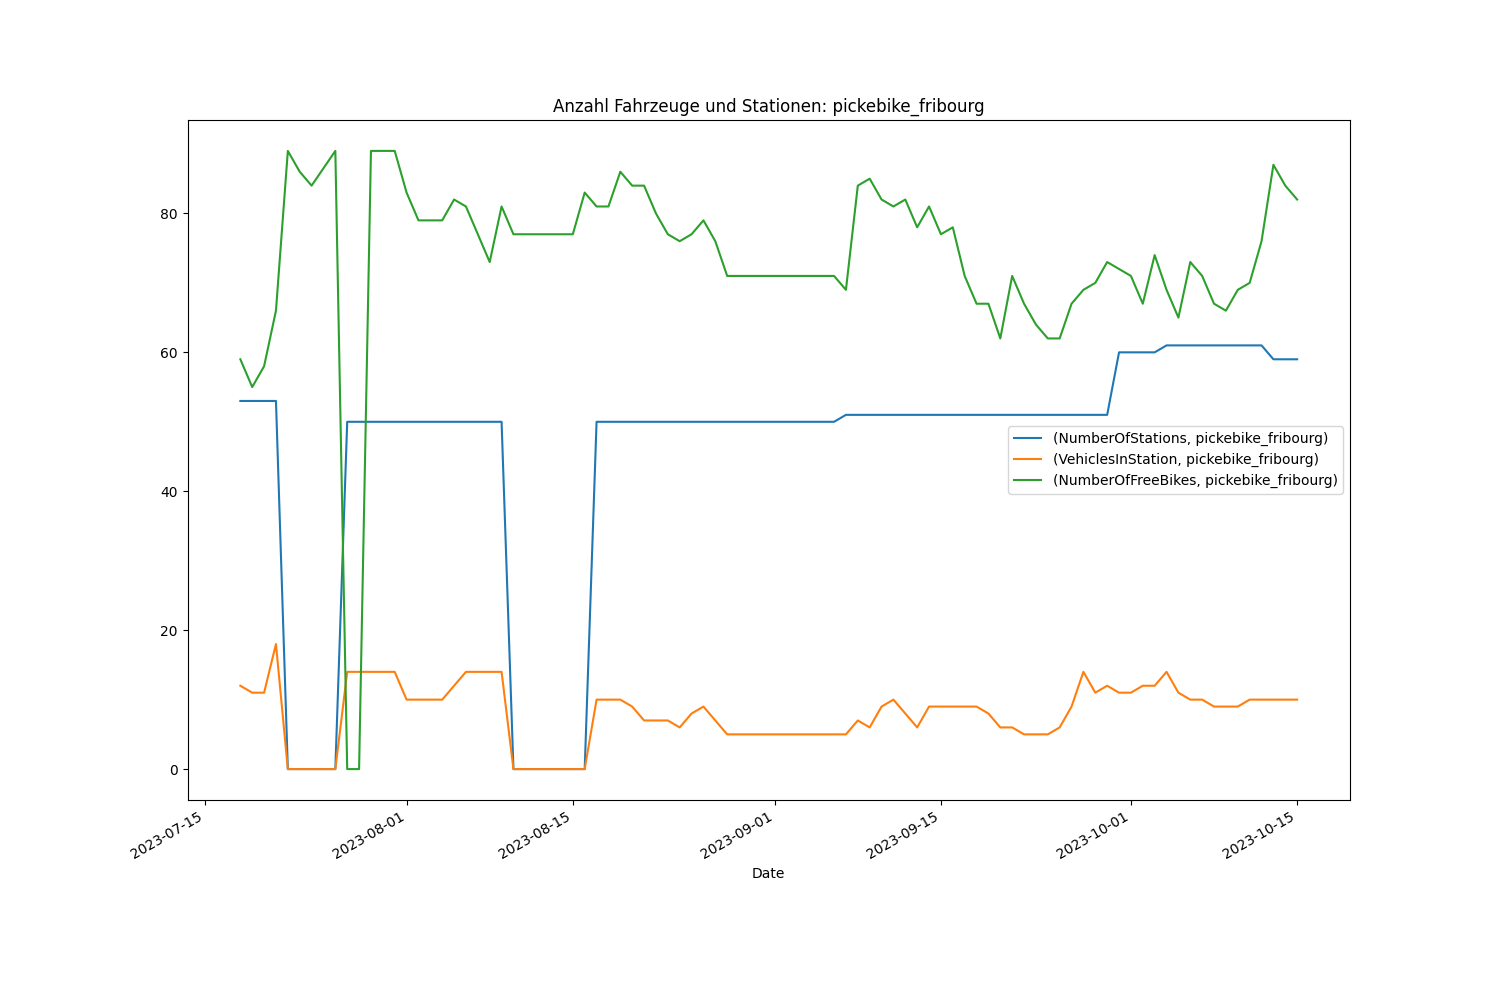 Anzahl Fahrzeuge und Stationen: pickebike_fribourg
80
60
40
20
0
(NumberOfStations, pickebike_fribourg)
(VehiclesInStation, pickebike_fribourg)
(NumberOfFreeBikes, pickebike_fribourg)
2023-07-15
2023-08-01
2023-08-15
2023-09-01
2023-09-15
2023-10-01
2023-10-15
Date